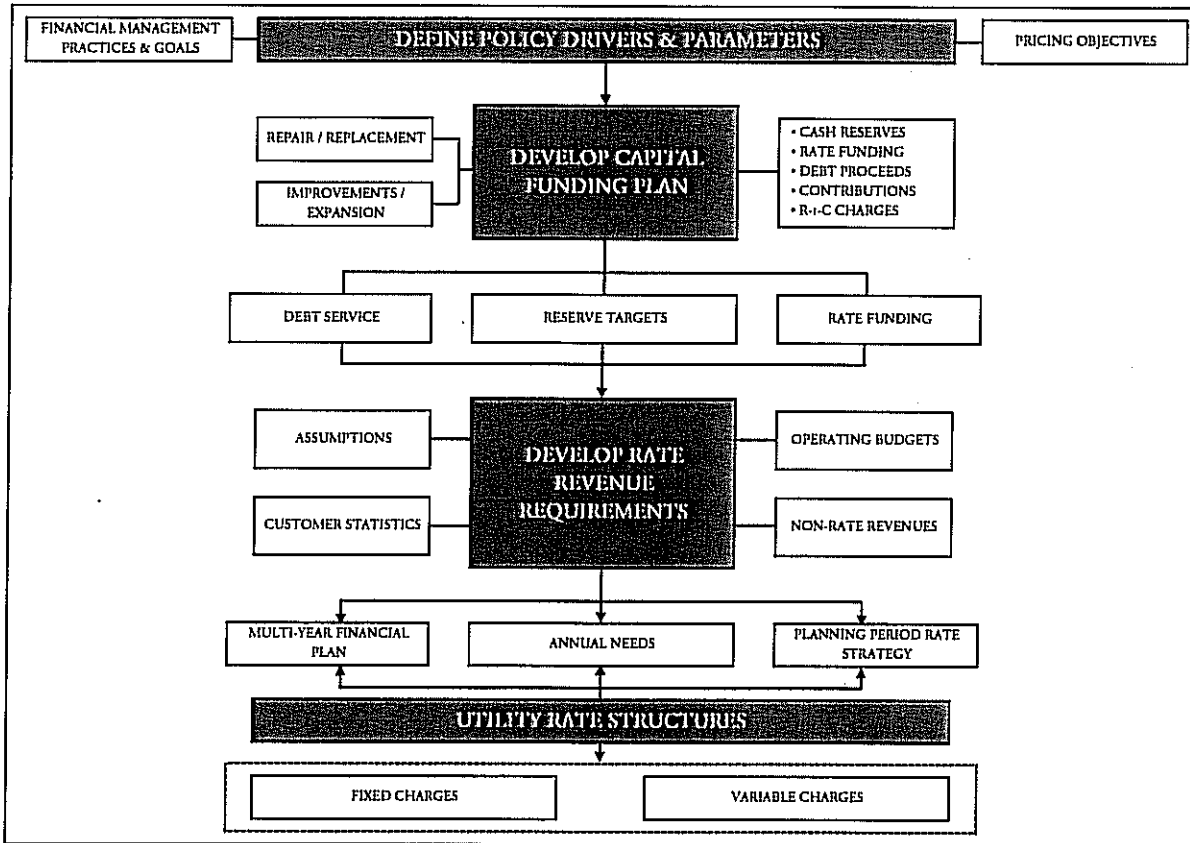 FINANCIAL MANAGEMENT
PRACTICES & GOALS
DEFINE POLICY DRIVERS & PARAMETERS
PRICING OBJECTIVES
REPAIR / REPLACEMENT
IMPROVEMENTS /
EXPANSION
DEVELOP CAPITAL
FUNDING PLAN
• CASH RESERVES
• RATE FUNDING
• DEBT PROCEEDS
• CONTRIBUTIONS
• R-I-C CHARGES
DEBT SERVICE
RESERVE TARGETS
RATE FUNDING
ASSUMPTIONS
CUSTOMER STATISTICS
DEVELOP RATE
REVENUE
REQUIREMENTS
OPERATING BUDGETS
NON-RATE REVENUES
MULTI-YEAR FINANCIAL
PLAN
ANNUAL NEEDS
PLANNING PERIOD RATE
STRATEGY
UTILITY RATE STRUCTURES
FIXED CHARGES
VARIABLE CHARGES